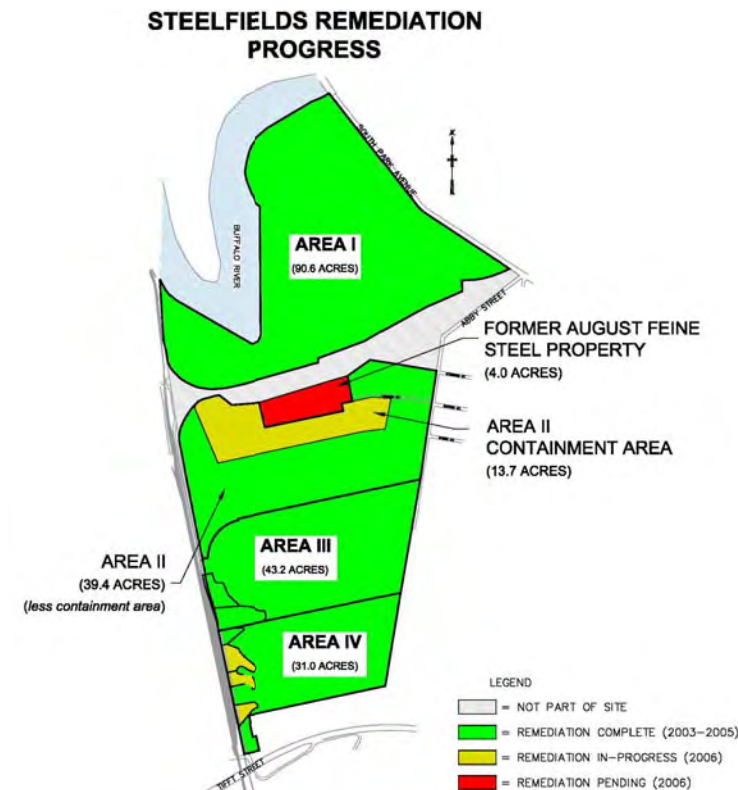 STEELFIELDS REMEDIATION
PROGRESS
SOUTH PARK AVENUE
BUFFALO RIVER
AREA I
(90.6 ACRES)
ABBY STREET
FORMER AUGUST FEINE
STEEL PROPERTY
(4.0 ACRES)
AREA II
CONTAINMENT AREA
(13.7 ACRES)
AREA II
(39.4 ACRES)
(less containment area)
AREA III
(43.2 ACRES)
AREA IV
(31.0 ACRES)
TIFFT STREET
LEGEND
= NOT PART OF SITE
= REMEDIATION COMPLETE (2003-2005)
= REMEDIATION IN-PROGRESS (2006)
= REMEDIATION PENDING (2006)